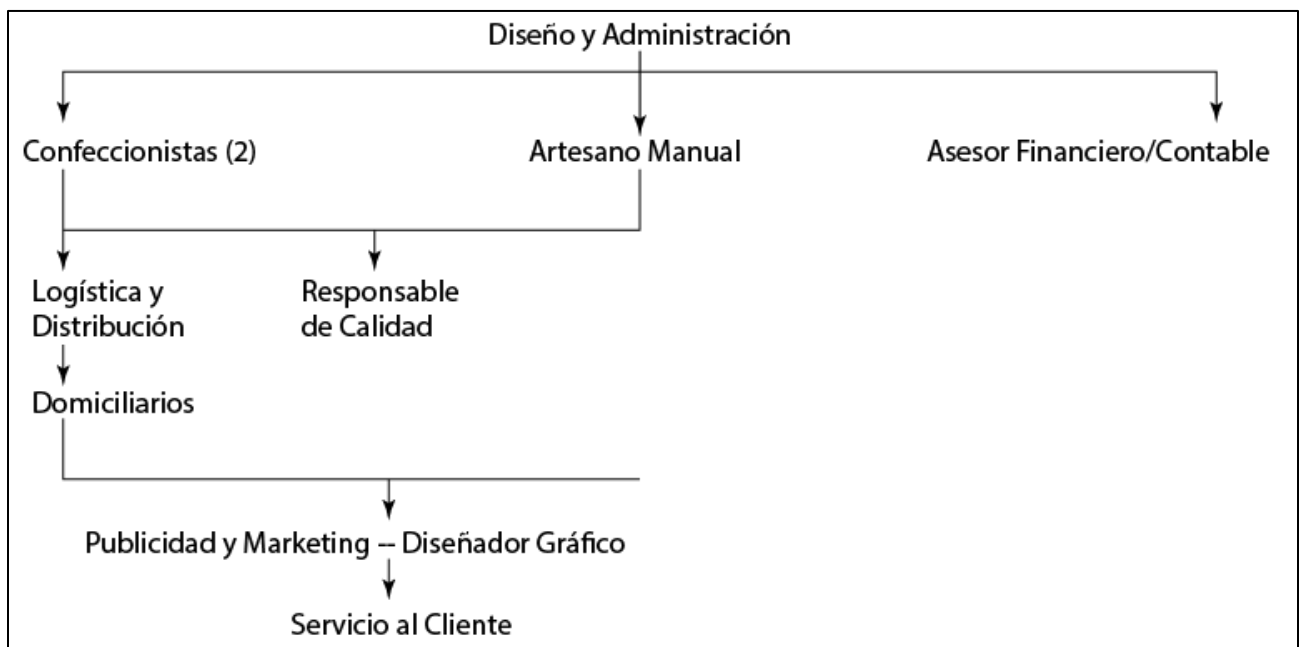 Diseño y Administración
Confeccionistas (2)
Artesano Manual
Asesor Financiero/Contable
Logística y
Distribución
Responsable
de Calidad
Domiciliarios
Publicidad y Marketing -- Diseñador Gráfico
Servicio al Cliente